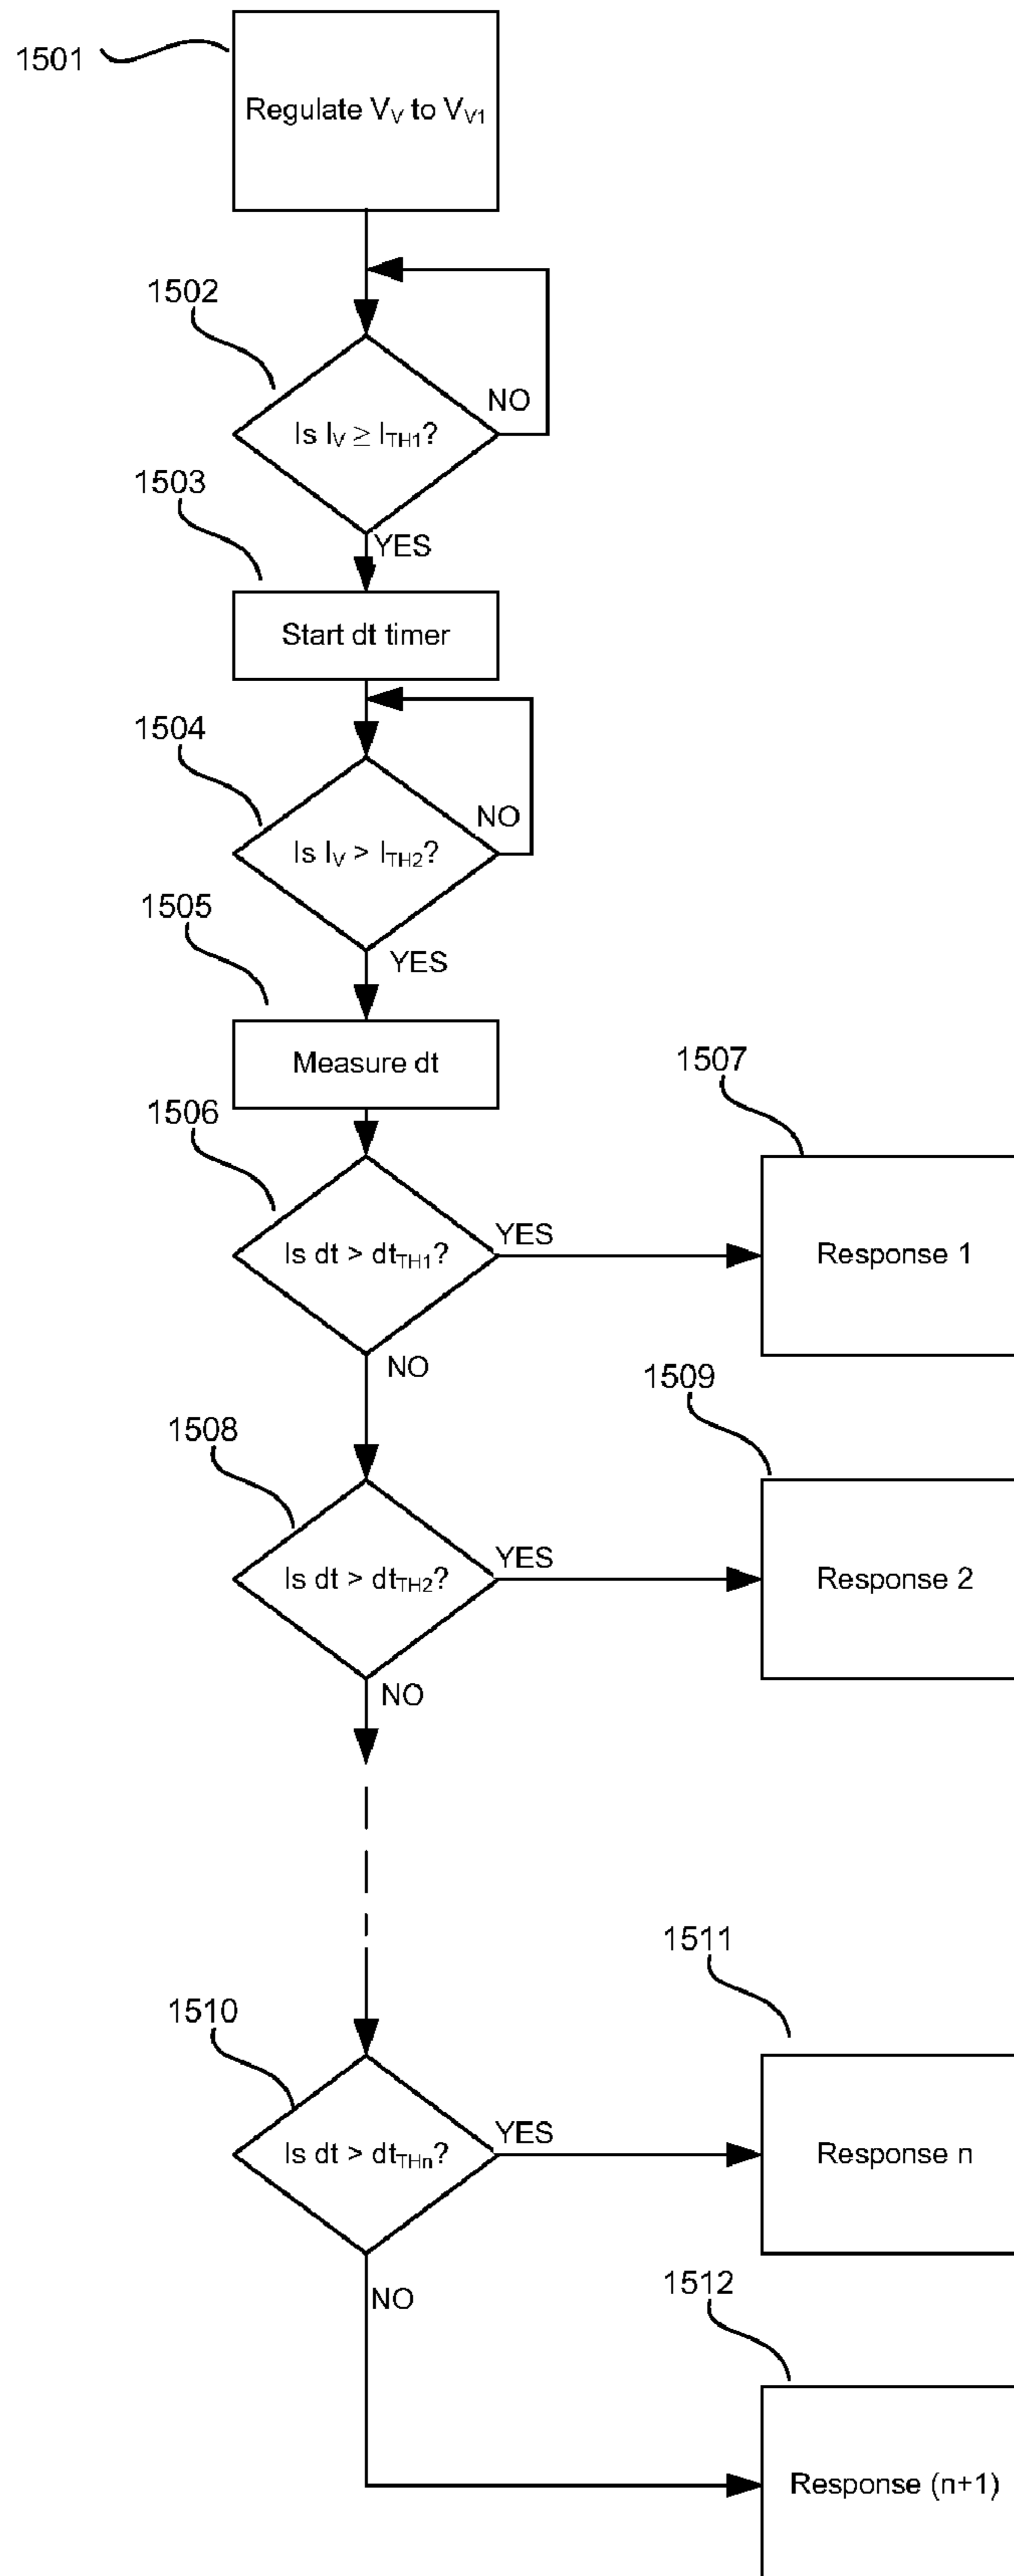 1501
Regulate V_V to V_V1
1502
NO
Is I_V ≥ I_TH1?
1503
YES
Start dt timer
1504
NO
Is I_V > I_TH2?
1505
YES
Measure dt
1506
1507
YES
Is dt > dt_TH1?
Response 1
NO
1508
1509
YES
Is dt > dt_TH2?
Response 2
NO
1510
1511
YES
Is dt > dt_THn?
Response n
NO
1512
Response (n+1)